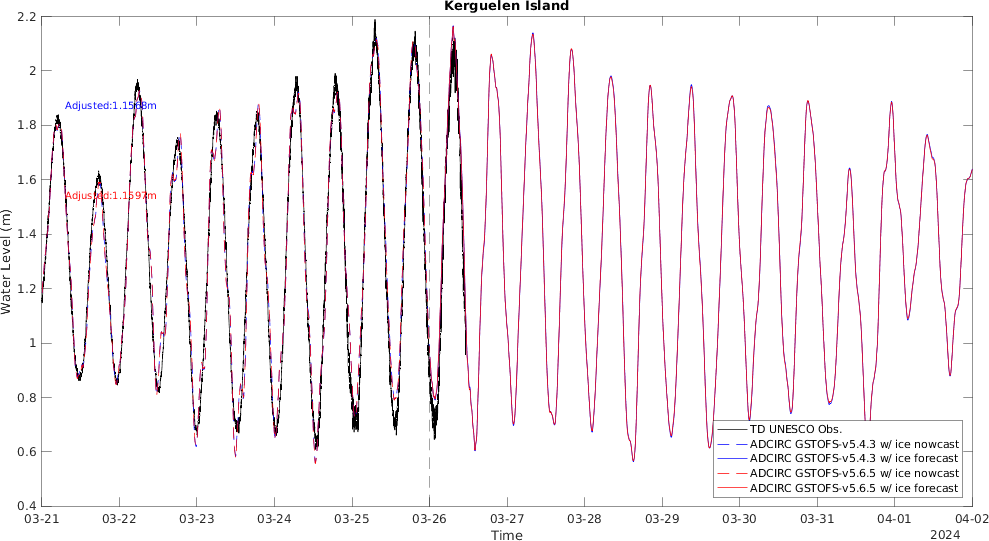 Kerguelen Island
2.2
2
1.8
1.6
1.4
1.2
1
0.8
0.6
0.4
Water Level (m)
Adjusted:1.1568m
Adjusted:1.1597m
TD UNESCO Obs.
ADCIRC GSTOFS-v5.4.3 w/ ice nowcast
ADCIRC GSTOFS-v5.4.3 w/ ice forecast
ADCIRC GSTOFS-v5.6.5 w/ ice nowcast
ADCIRC GSTOFS-v5.6.5 w/ ice forecast
03-21 03-22 03-23 03-24 03-25 03-26 03-27 03-28 03-29 03-30 03-31 04-01 04-02
Time
2024